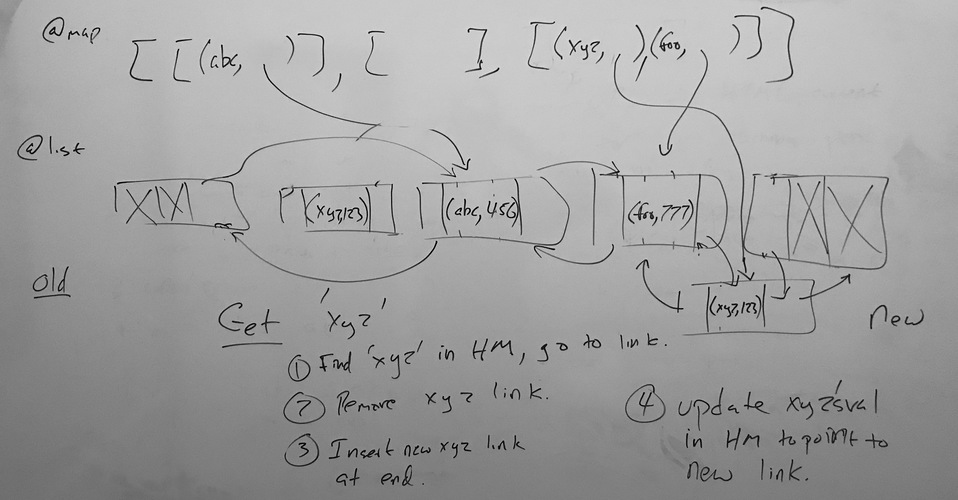 @map
[ [(abc, )], [ ], [(xyz, )(foo, )] ]
@list
(xyz,123)
(abc,456)
(foo,777)
(xyz,123)
old
new
Get 'xyz'
① Find 'xyz' in HM, go to link.
② Remove xyz link.
③ Insert new xyz link
at end.
④ update xyz'sval
in HM to point to
new link.